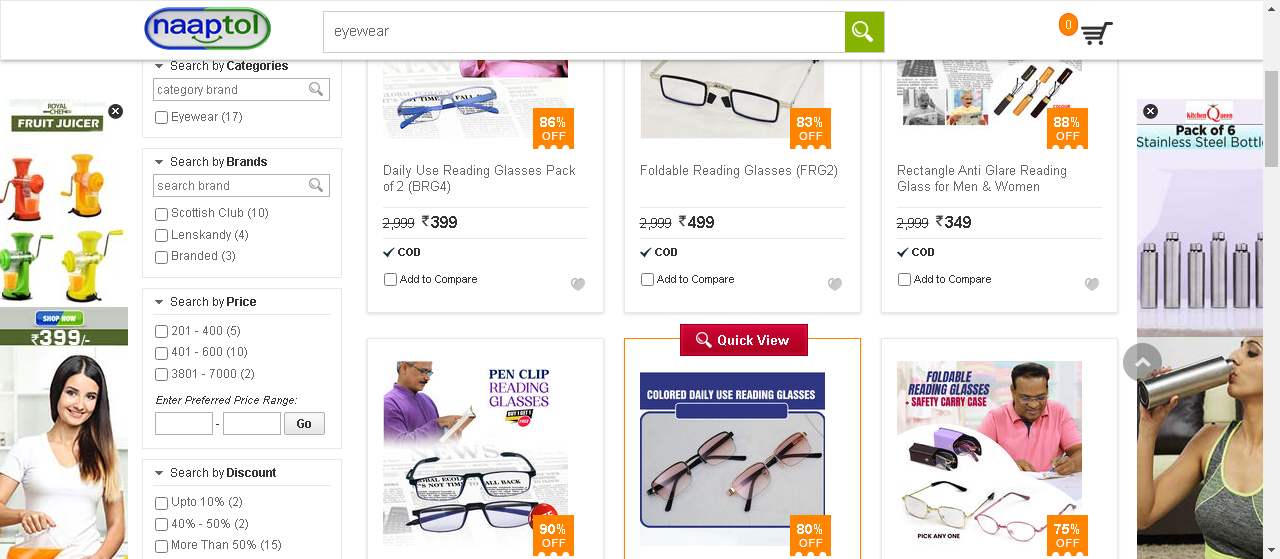 naaptol
eyewear
0
ROYAL
CHEF
FRUIT JUICER
SHOP NOW
₹399/-
Search by Categories
Eyewear (17)
Search by Brands
search brand
Scottish Club (10)
Lenskandy (4)
Branded (3)
Search by Price
201 - 400 (5)
401 - 600 (10)
3801 - 7000 (2)
Enter Price Range:
-
Go
Search by Discount
Upto 10% (2)
More Than 50% (15)
86%
OFF
Daily Use Reading Glasses Pack
of 2 (BRG4)
2,999 ₹399
COD
Add to Compare
83%
OFF
Foldable Reading Glasses (FRG2)
2,999 ₹499
COD
Add to Compare
88%
OFF
Rectangle Anti Glare Reading
Glass for Men & Women
2,999 ₹349
COD
Add to Compare
PEN CLIP
READING
GLASSES
BUY 1 GET 1
FREE
90%
OFF
Quick View
COLORED DAILY USE READING GLASSES
80%
OFF
FOLDABLE
READING GLASSES
+ SAFETY CARRY CASE
PICK ANY ONE
75%
OFF
Kitchen Queen
Pack of 6
Stainless Steel Bottl